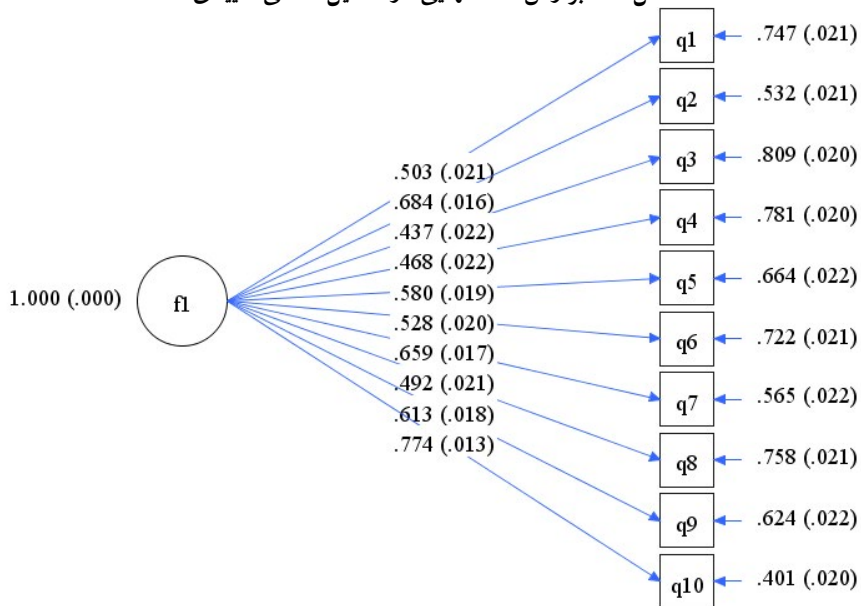 q1 .747 (.021)
q2 .532 (.021)
q3 .809 (.020)
.503 (.021)
.684 (.016)
q4 .781 (.020)
.437 (.022)
.468 (.022)
q5 .664 (.022)
.580 (.019)
1.000 (.000) f1
.528 (.020)
q6 .722 (.021)
.659 (.017)
.492 (.021)
q7 .565 (.022)
.613 (.018)
.774 (.013)
q8 .758 (.021)
q9 .624 (.022)
q10 .401 (.020)